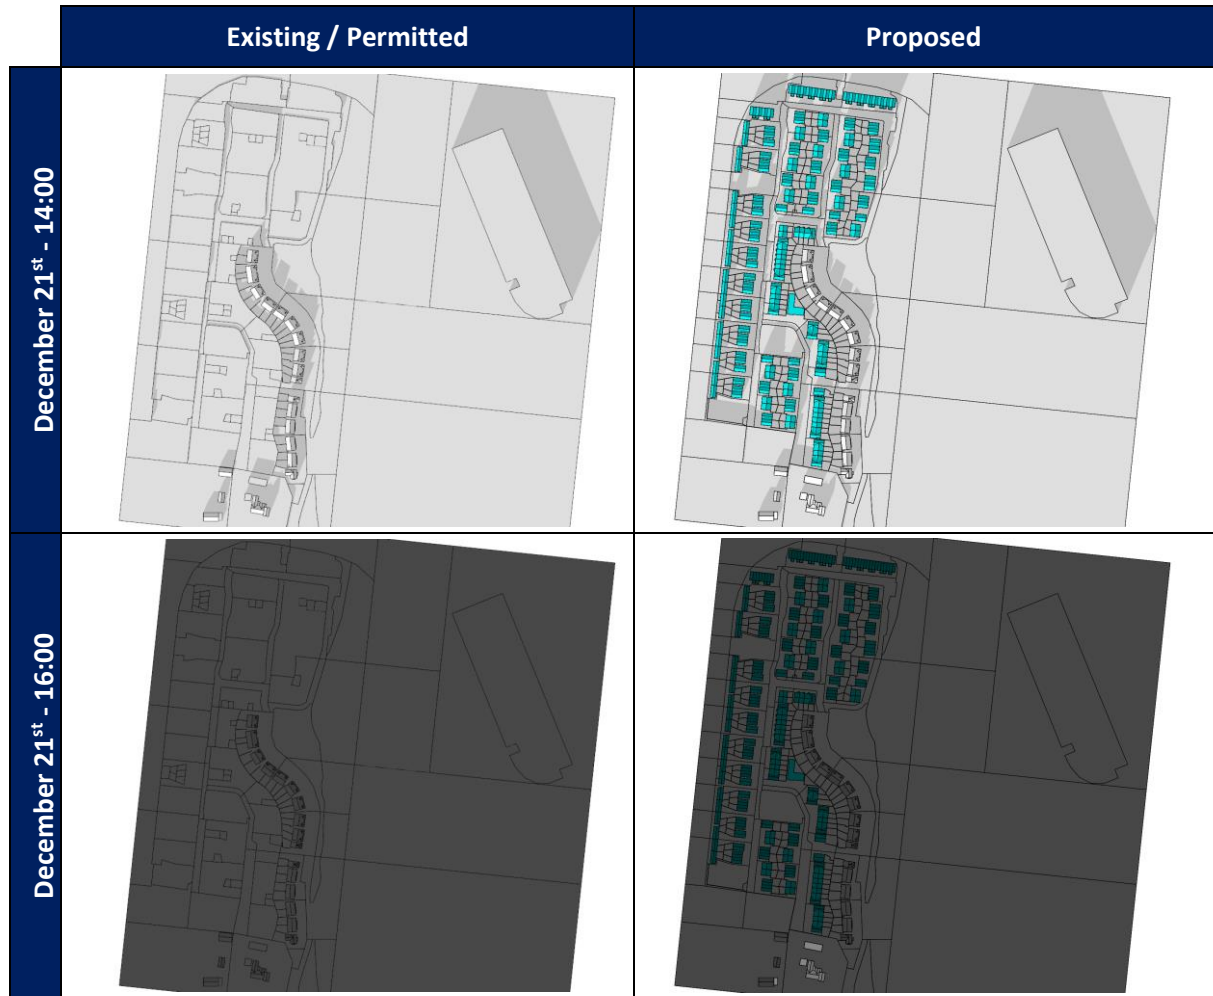 Existing / Permitted
Proposed
December 21st - 14:00
December 21st - 16:00